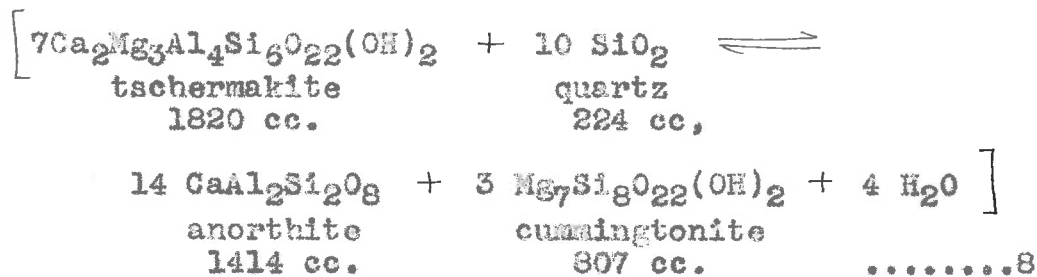 [7Ca₂Mg₃Al₄Si₆O₂₂(OH)₂ + 10 SiO₂ ⇌
tschermakite quartz
1820 cc. 224 cc,
14 CaAl₂Si₂O₈ + 3 Mg₇Si₈O₂₂(OH)₂ + 4 H₂O]
anorthite cummingtonite
1414 cc. 807 cc. ........8